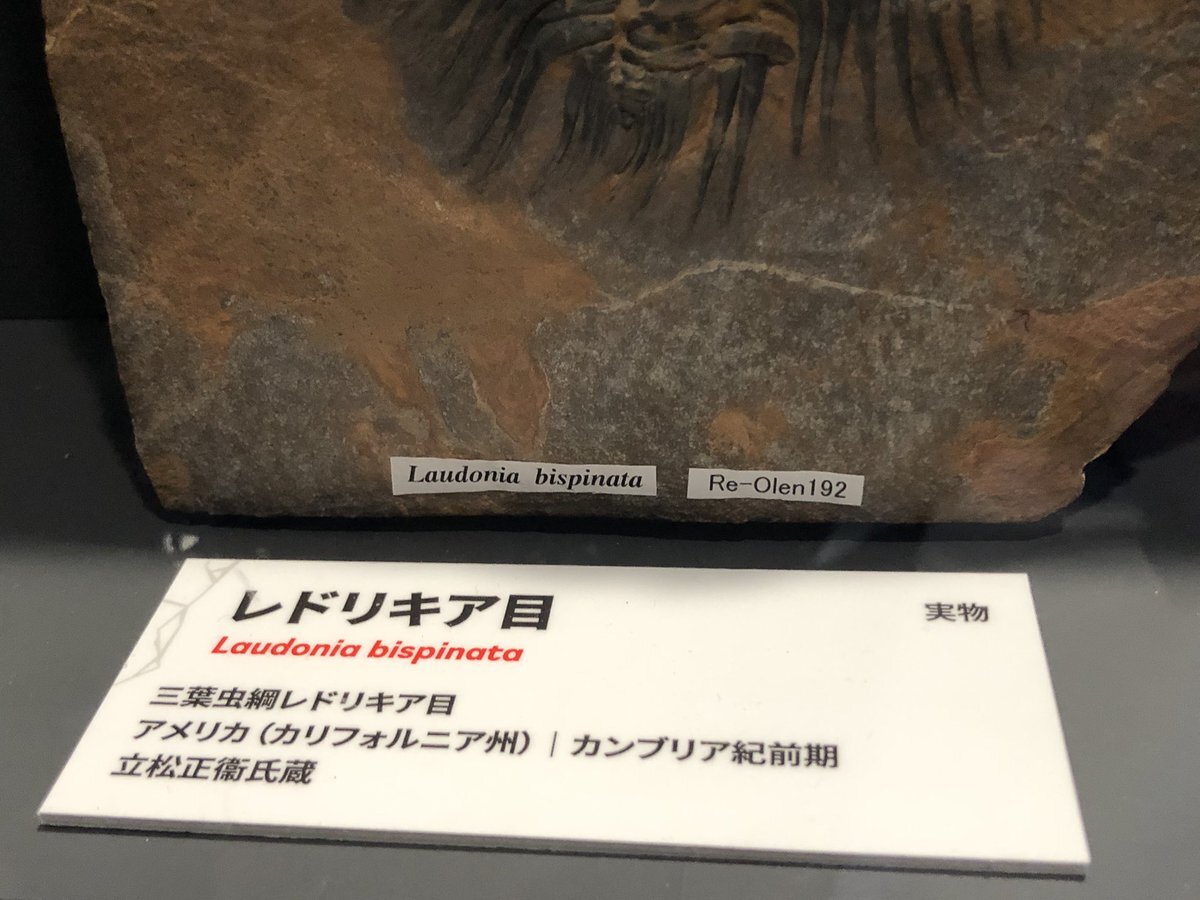 Laudonia bispinata
Re-Olen192
レドリキア目
実物
Laudonia bispinata
三葉虫綱レドリキア目
アメリカ（カリフォルニア州）｜カンブリア紀前期
立松正衞氏蔵